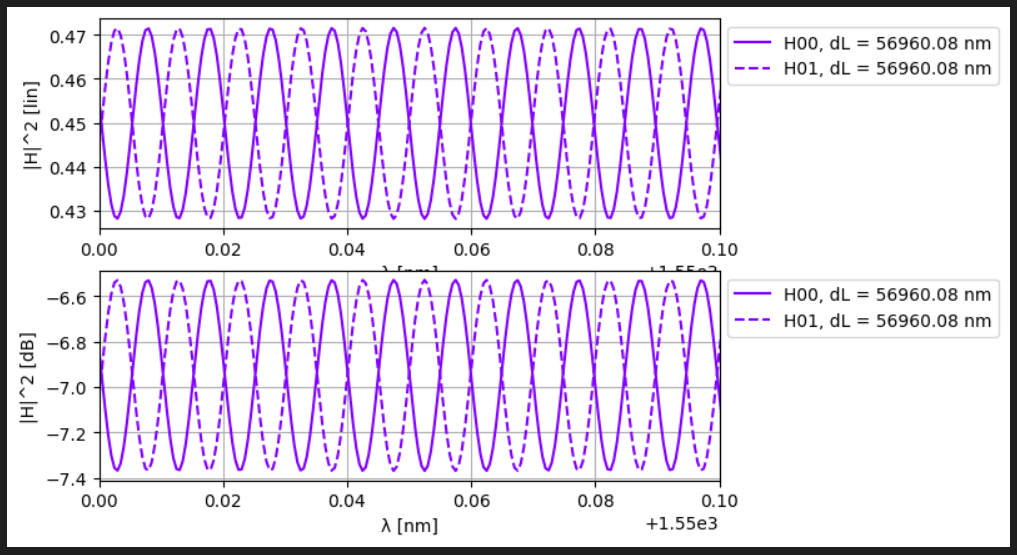 |H|^2 [lin]
0.47
0.46
0.45
0.44
0.43
0.00 0.02 0.04 0.06 0.08 0.10
λ [nm]
H00, dL = 56960.08 nm
H01, dL = 56960.08 nm
|H|^2 [dB]
−6.6
−6.8
−7.0
−7.2
−7.4
0.00 0.02 0.04 0.06 0.08 0.10
λ [nm]
+1.55e3
H00, dL = 56960.08 nm
H01, dL = 56960.08 nm